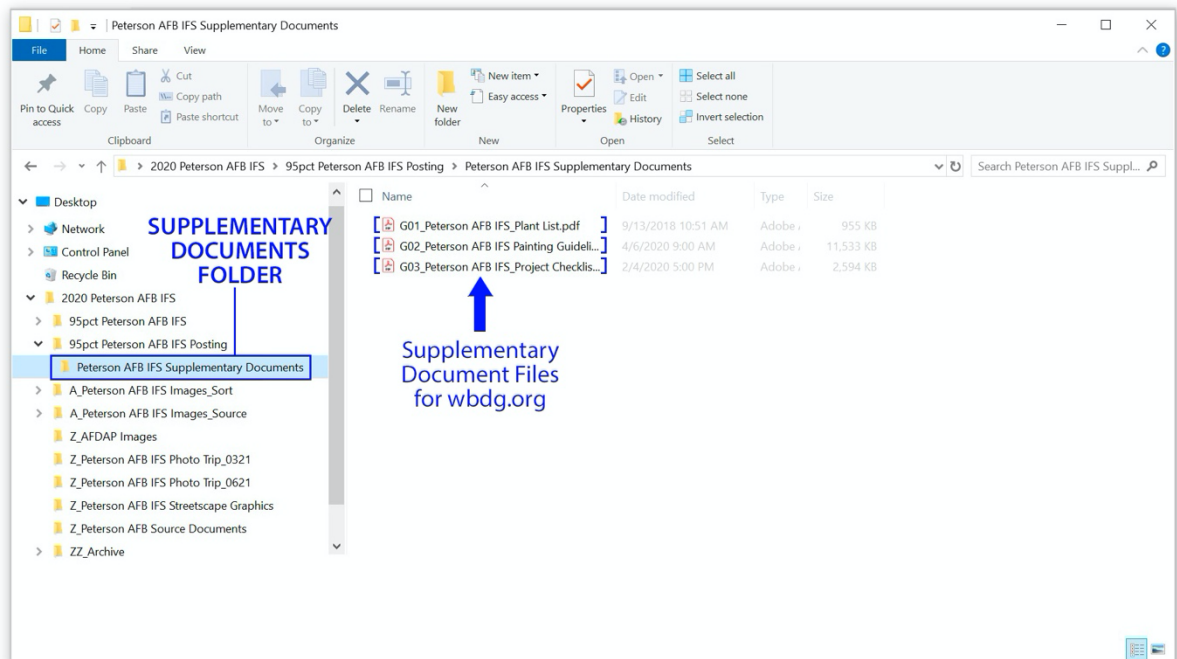 Peterson AFB IFS Supplementary Documents
File Home Share View
Pin to Quick access
Copy
Paste
Cut
Copy path
Paste shortcut
Move to
Copy to
Delete
Rename
New folder
New item
Easy access
Properties
Open
Edit
History
Select all
Select none
Invert selection
Clipboard Organize New Open Select
2020 Peterson AFB IFS > 95pct Peterson AFB IFS Posting > Peterson AFB IFS Supplementary Documents
Search Peterson AFB IFS Suppl...
Desktop
Network
Control Panel
Recycle Bin
2020 Peterson AFB IFS
95pct Peterson AFB IFS
95pct Peterson AFB IFS Posting
Peterson AFB IFS Supplementary Documents
A_Peterson AFB IFS Images_Sort
A_Peterson AFB IFS Images_Source
Z_AFDAP Images
Z_Peterson AFB IFS Photo Trip_0321
Z_Peterson AFB IFS Photo Trip_0621
Z_Peterson AFB IFS Streetscape Graphics
Z_Peterson AFB Source Documents
ZZ_Archive
SUPPLEMENTARY
DOCUMENTS
FOLDER
Name Date modified Type Size
G01_Peterson AFB IFS_Plant List.pdf 9/13/2018 10:51 AM Adobe 955 KB
G02_Peterson AFB IFS Painting Guideli... 4/6/2020 9:00 AM Adobe 11,533 KB
G03_Peterson AFB IFS_Project Checklis... 2/4/2020 5:00 PM Adobe 2,594 KB
Supplementary
Document Files
for wbdg.org